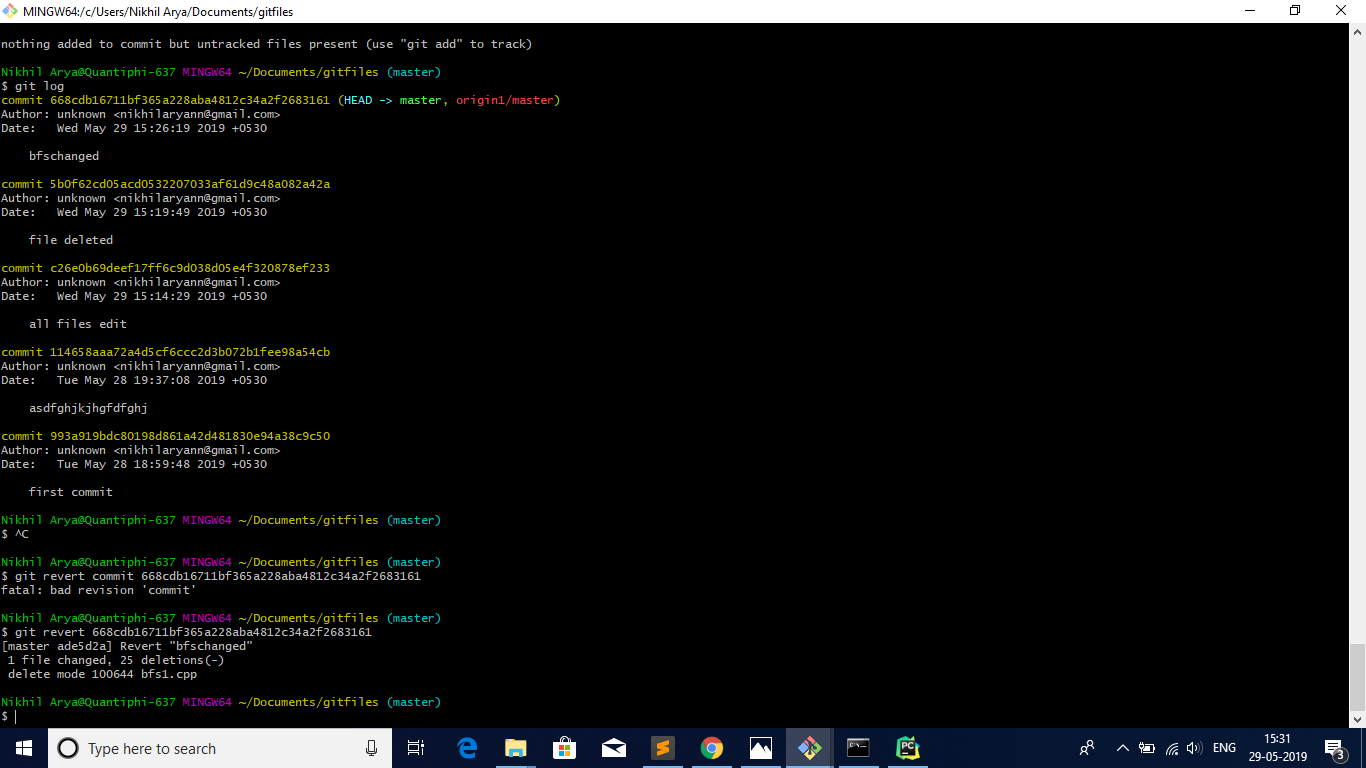 MINGW64:/c/Users/Nikhil Arya/Documents/gitfiles
nothing added to commit but untracked files present (use "git add" to track)
Nikhil Arya@Quantiphi-637 MINGW64 ~/Documents/gitfiles (master)
$ git log
commit 668cdb16711bf365a228aba4812c34a2f2683161 (HEAD -> master, origin1/master)
Author: unknown <nikhilaryann@gmail.com>
Date:   Wed May 29 15:26:19 2019 +0530
bfschanged
commit 5b0f62cd05acd0532207033af61d9c48a082a42a
Author: unknown <nikhilaryann@gmail.com>
Date:   Wed May 29 15:19:49 2019 +0530
file deleted
commit c26e0b69deef17ff6c9d038d05e4f320878ef233
Author: unknown <nikhilaryann@gmail.com>
Date:   Wed May 29 15:14:29 2019 +0530
all files edit
commit 114658aaa72a4d5cf6ccc2d3b072b1fee98a54cb
Author: unknown <nikhilaryann@gmail.com>
Date:   Tue May 28 19:37:08 2019 +0530
asdfghjkjhgfdfghj
commit 993a919bdc80198d861a42d481830e94a38c9c50
Author: unknown <nikhilaryann@gmail.com>
Date:   Tue May 28 18:59:48 2019 +0530
first commit
Nikhil Arya@Quantiphi-637 MINGW64 ~/Documents/gitfiles (master)
$ ^C
Nikhil Arya@Quantiphi-637 MINGW64 ~/Documents/gitfiles (master)
$ git revert commit 668cdb16711bf365a228aba4812c34a2f2683161
fatal: bad revision 'commit'
Nikhil Arya@Quantiphi-637 MINGW64 ~/Documents/gitfiles (master)
$ git revert 668cdb16711bf365a228aba4812c34a2f2683161
[master ade5d2a] Revert "bfschanged"
1 file changed, 25 deletions(-)
delete mode 100644 bfs1.cpp
Nikhil Arya@Quantiphi-637 MINGW64 ~/Documents/gitfiles (master)
$
Type here to search
PC
ENG
15:31
29-05-2019
3